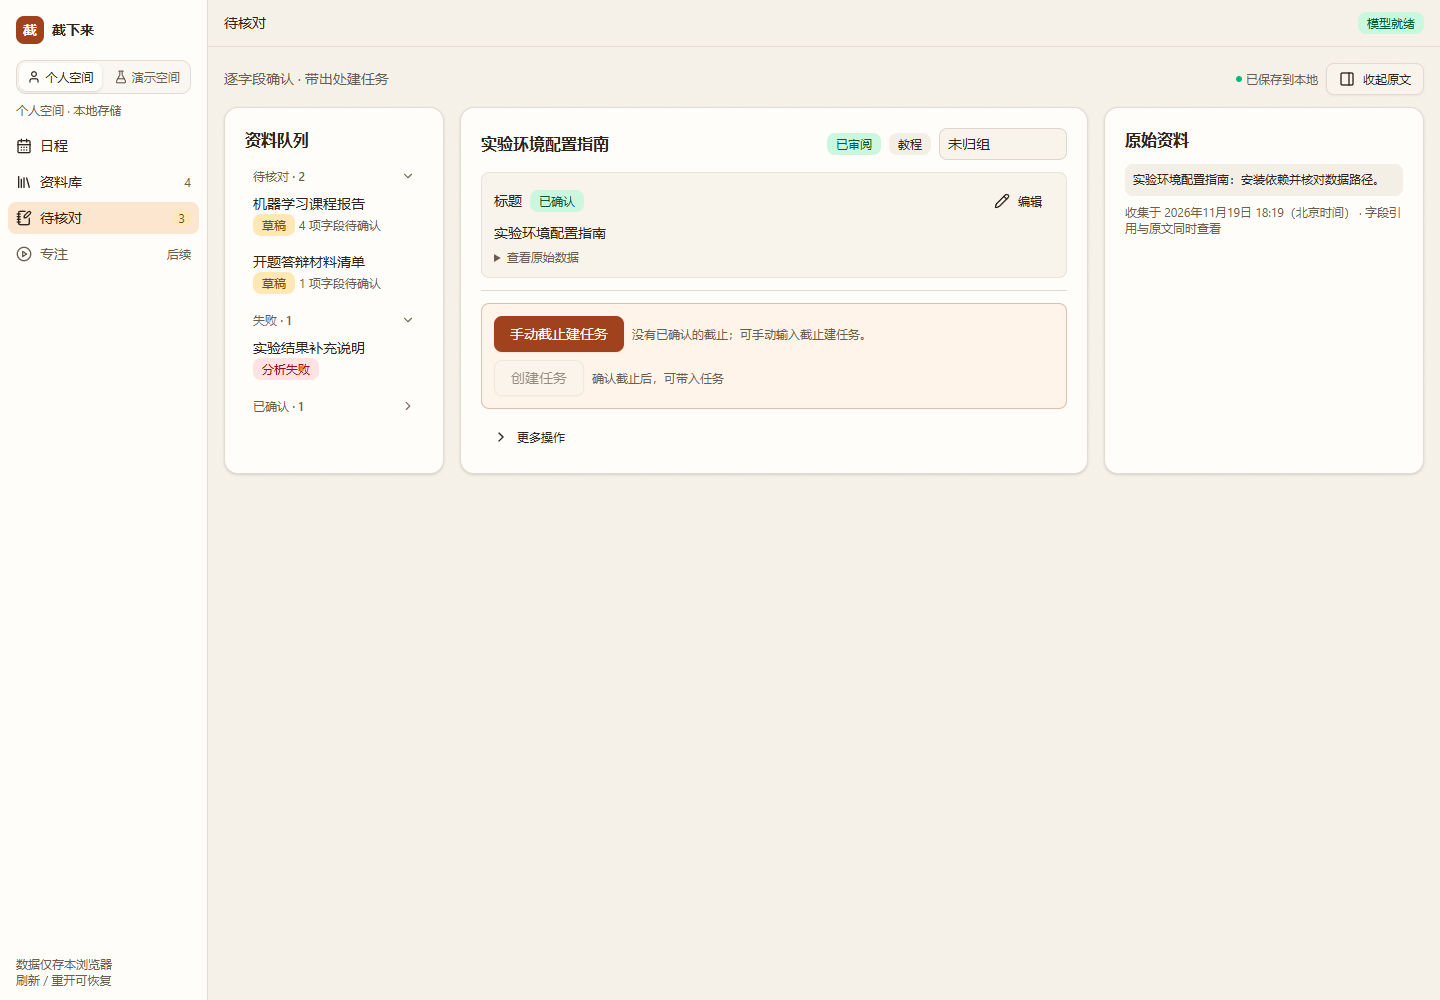 截 截下来
个人空间 演示空间
个人空间 · 本地存储
日程
资料库 4
待核对 3
专注 后续
数据仅存本浏览器
刷新 / 重开可恢复
待核对 模型就绪
逐字段确认 · 带出处建任务 已保存到本地 收起原文
资料队列
待核对 · 2
机器学习课程报告
草稿 4 项字段待确认
开题答辩材料清单
草稿 1 项字段待确认
失败 · 1
实验结果补充说明
分析失败
已确认 · 1
实验环境配置指南 已审阅 教程 未归组
标题 已确认 编辑
实验环境配置指南
查看原始数据
手动截止建任务 没有已确认的截止；可手动输入截止建任务。
创建任务 确认截止后，可带入任务
更多操作
原始资料
实验环境配置指南：安装依赖并核对数据路径。
收集于 2026年11月19日 18:19（北京时间） · 字段引
用与原文同时查看